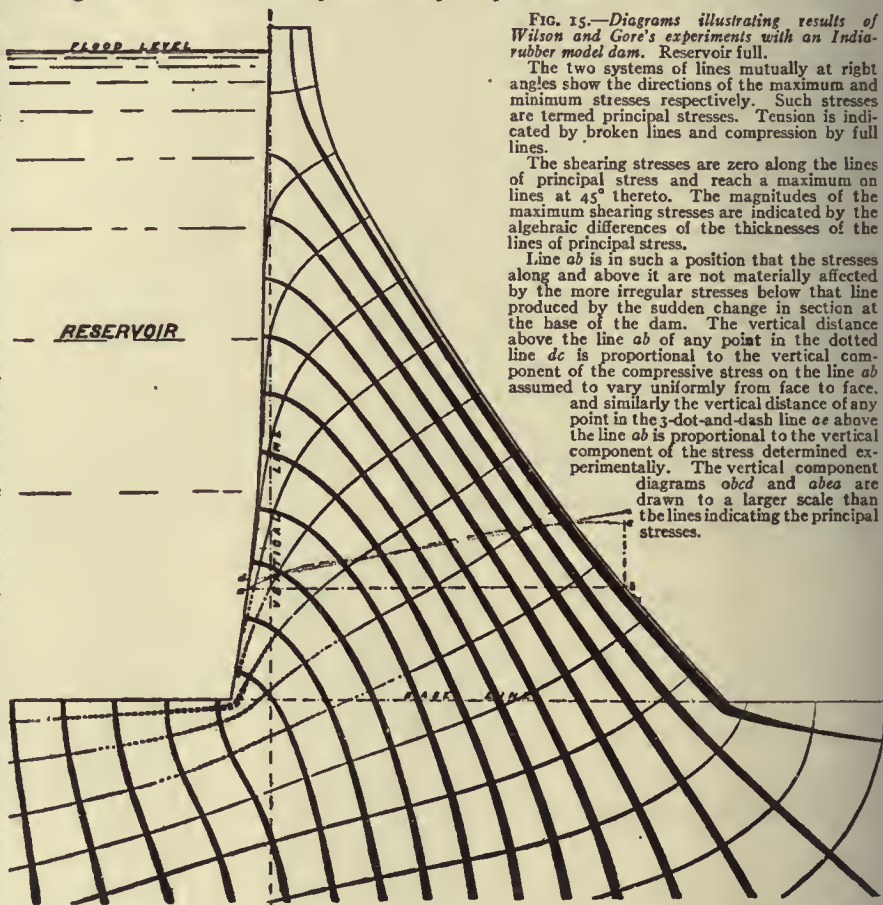 FIG. 15.—Diagrams illustrating results of
Wilson and Gore's experiments with an India-
rubber model dam. Reservoir full.
The two systems of lines mutually at right
angles show the directions of the maximum and
minimum stresses respectively. Such stresses
are termed principal stresses. Tension is indi-
cated by broken lines and compression by full
lines.
The shearing stresses are zero along the lines
of principal stress and reach a maximum on
lines at 45° thereto. The magnitudes of the
maximum shearing stresses are indicated by the
algebraic differences of the thicknesses of the
lines of principal stress.
Line ab is in such a position that the stresses
along and above it are not materially affected
by the more irregular stresses below that line
produced by the sudden change in section at
the base of the dam. The vertical distance
above the line ab of any point in the dotted
line dc is proportional to the vertical com-
ponent of the compressive stress on the line ab
assumed to vary uniformly from face to face,
and similarly the vertical distance of any
point in the 3-dot-and-dash line ae above
the line ab is proportional to the vertical
component of the stress determined ex-
perimentally. The vertical component
diagrams abcd and abea are
drawn to a larger scale than
the lines indicating the principal
stresses.
FLOOD LEVEL
RESERVOIR
VERTICAL LINE
BASE LINE